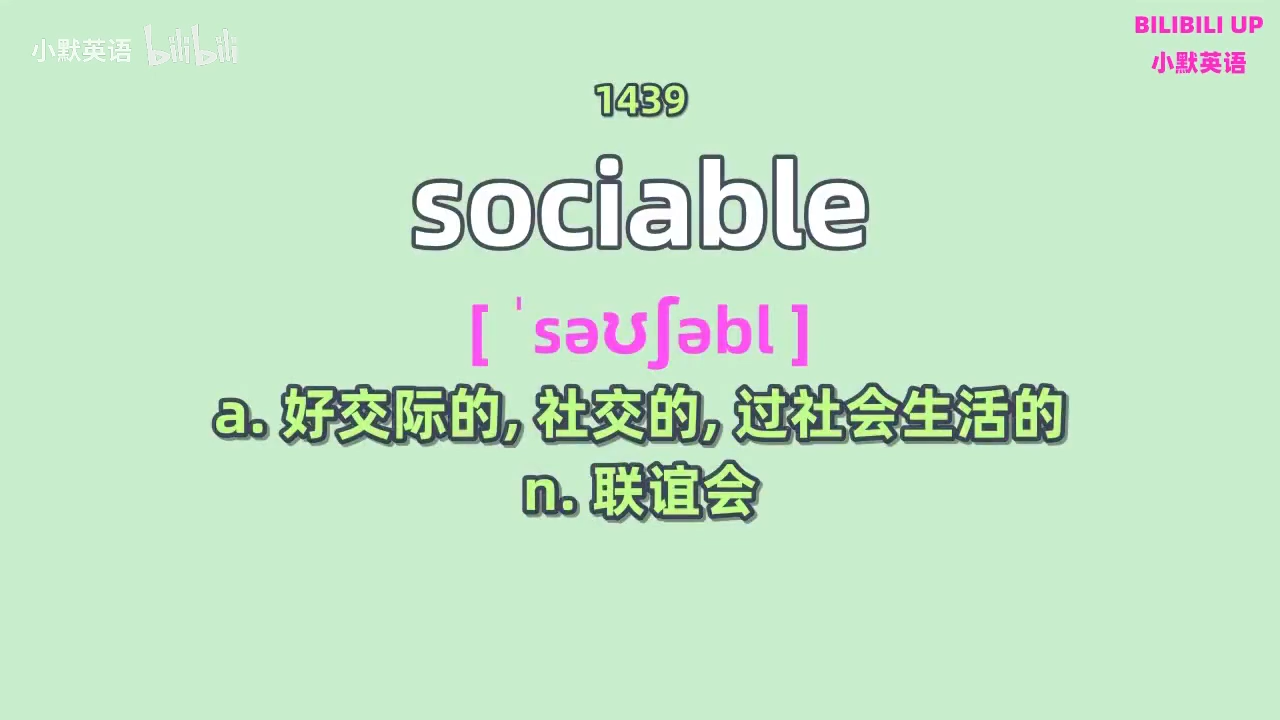 小默英语 bilibili
BILIBILI UP
小默英语
1439
sociable
[ ˈsəʊʃəbl ]
a. 好交际的, 社交的, 过社会生活的
n. 联谊会